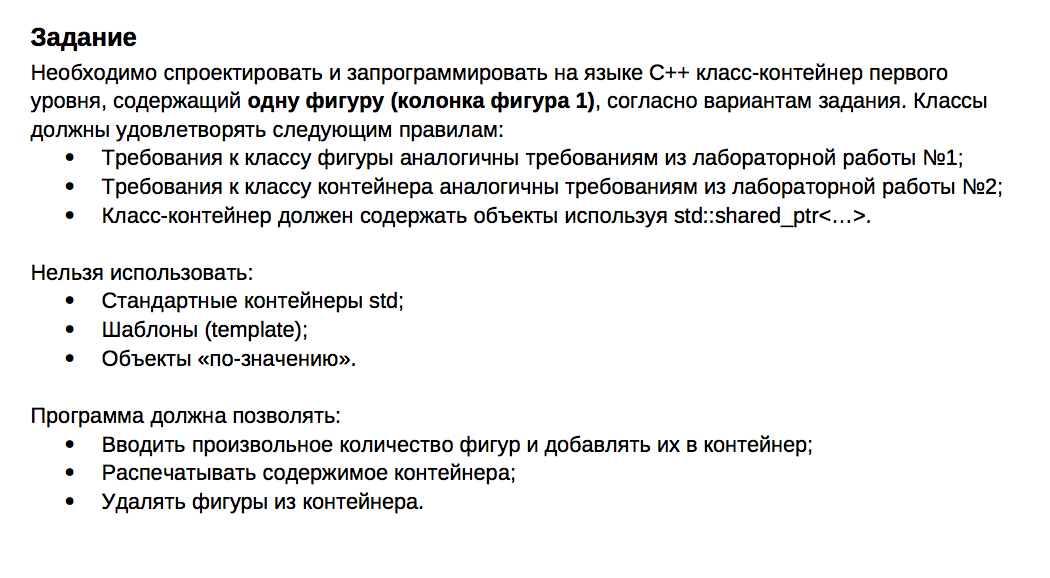 Задание
Необходимо спроектировать и запрограммировать на языке C++ класс-контейнер первого
уровня, содержащий одну фигуру (колонка фигура 1), согласно вариантам задания. Классы
должны удовлетворять следующим правилам:
• Требования к классу фигуры аналогичны требованиям из лабораторной работы №1;
• Требования к классу контейнера аналогичны требованиям из лабораторной работы №2;
• Класс-контейнер должен содержать объекты используя std::shared_ptr<…>.
Нельзя использовать:
• Стандартные контейнеры std;
• Шаблоны (template);
• Объекты «по-значению».
Программа должна позволять:
• Вводить произвольное количество фигур и добавлять их в контейнер;
• Распечатывать содержимое контейнера;
• Удалять фигуры из контейнера.